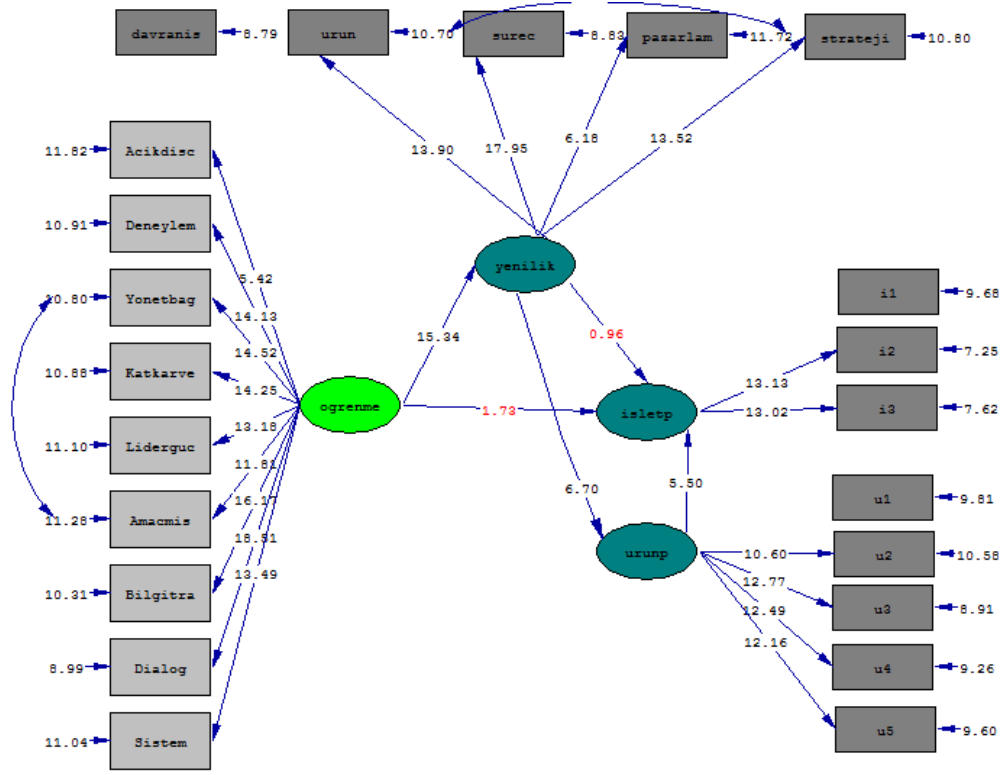 davranis 8.79 urun 10.70 surec 8.83 pazarlam 11.72 strateji 10.80
13.90 17.95 6.18 13.52
11.82 Acikdisc
10.91 Deneylem
10.80 Yonetbag
10.88 Katkarve
11.10 Liderguc
11.28 Amacmis
10.31 Bilgitra
8.99 Dialog
11.04 Sistem
5.42
14.13
14.52
14.25
13.18
11.81
16.17
18.51
13.49
ogrenme
yenilik
15.34
0.96
1.73
isletp
6.70
5.50
urunp
13.13
13.02
10.60
12.77
12.49
12.16
i1 9.68
i2 7.25
i3 7.62
u1 9.81
u2 10.58
u3 8.91
u4 9.26
u5 9.60